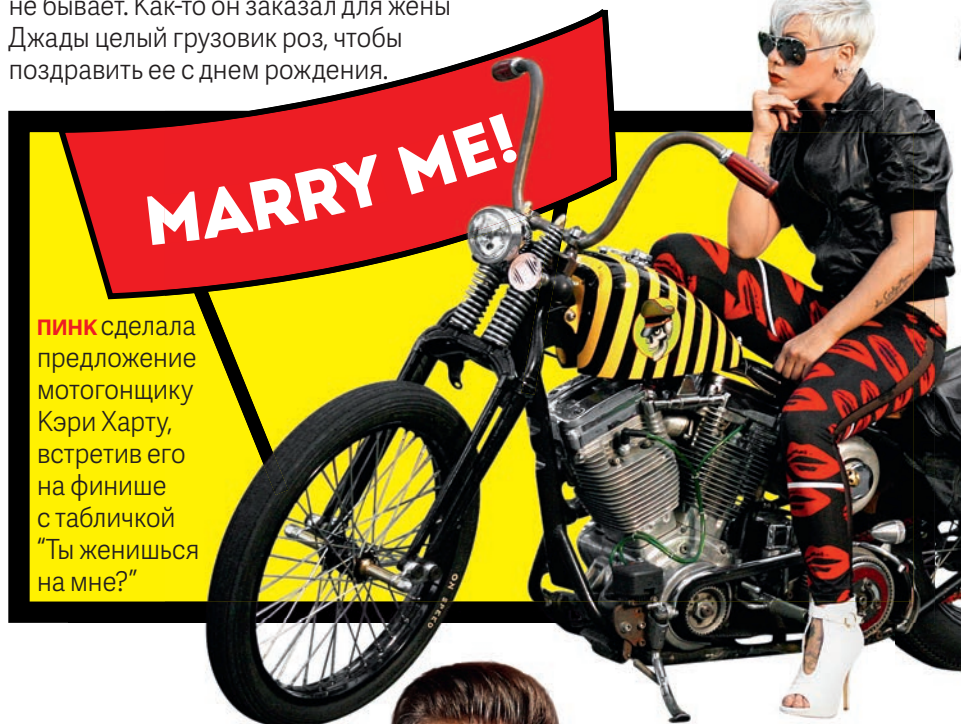 не бывает. Как-то он заказал для жены
Джады целый грузовик роз, чтобы
поздравить ее с днем рождения.
MARRY ME!
ПИНК сделала
предложение
мотогонщику
Кэри Харту,
встретив его
на финише
с табличкой
“Ты женишься
на мне?”
ON SPEED